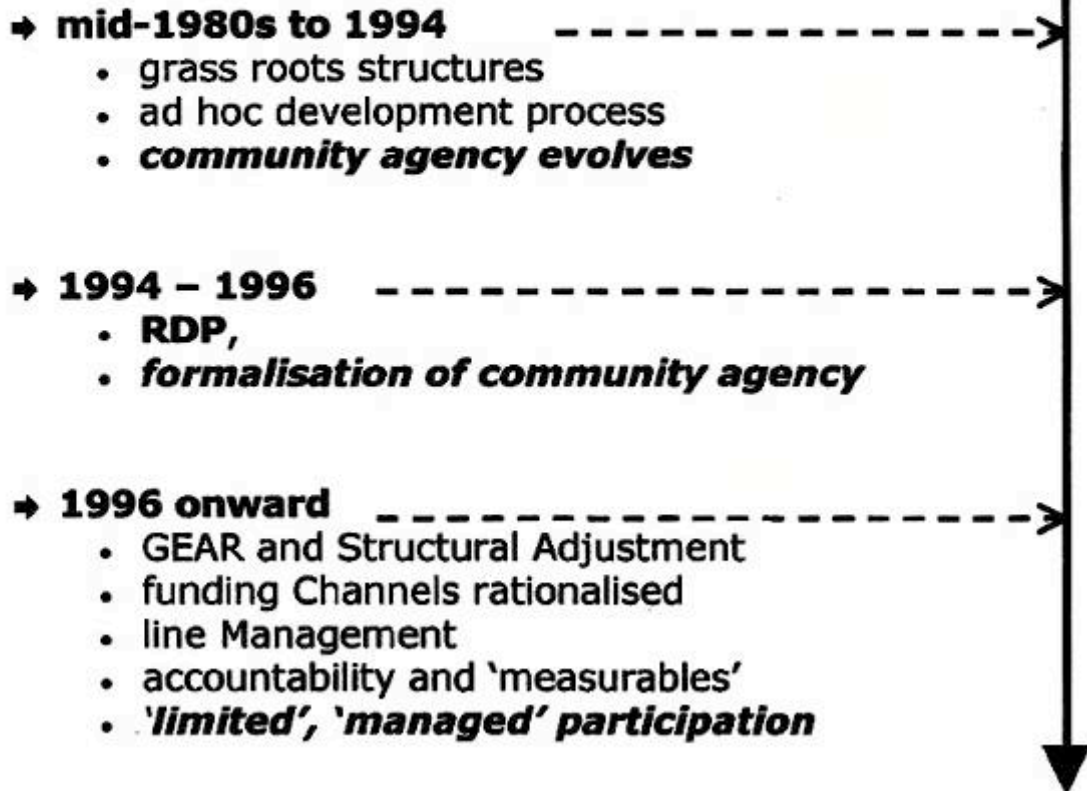 ➧ mid-1980s to 1994
• grass roots structures
• ad hoc development process
• community agency evolves
➧ 1994 – 1996
• RDP,
• formalisation of community agency
➧ 1996 onward
• GEAR and Structural Adjustment
• funding Channels rationalised
• line Management
• accountability and ‘measurables’
• ‘limited’, ‘managed’ participation